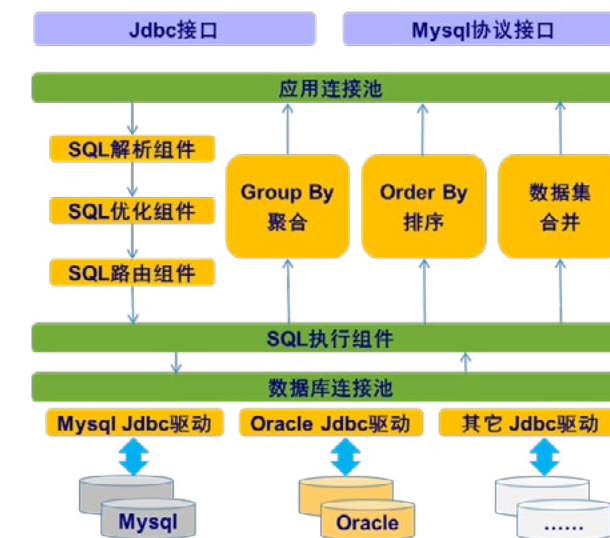 Jdbc接口
Mysql协议接口
应用连接池
SQL解析组件
SQL优化组件
SQL路由组件
Group By
聚合
Order By
排序
数据集
合并
SQL执行组件
数据库连接池
Mysql Jdbc驱动
Oracle Jdbc驱动
其它 Jdbc驱动
Mysql
Oracle
......